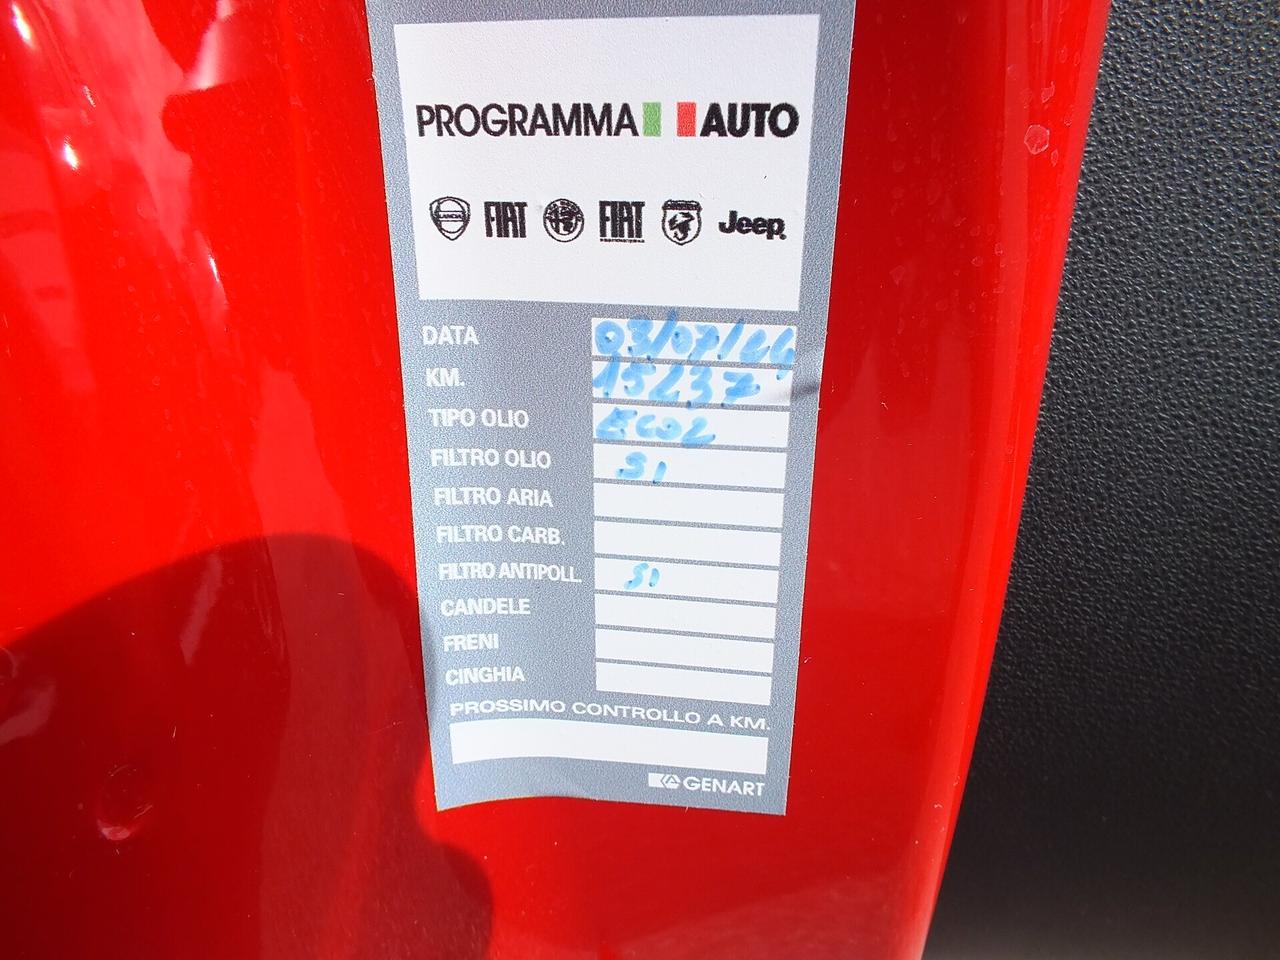 PROGRAMMA AUTO
LANCIA FIAT FIAT Jeep
DATA 03/07/24
KM. 15237
TIPO OLIO
FILTRO OLIO SI
FILTRO ARIA
FILTRO CARB.
FILTRO ANTIPOLL. SI
CANDELE
FRENI
CINGHIA
PROSSIMO CONTROLLO A KM.
GENART